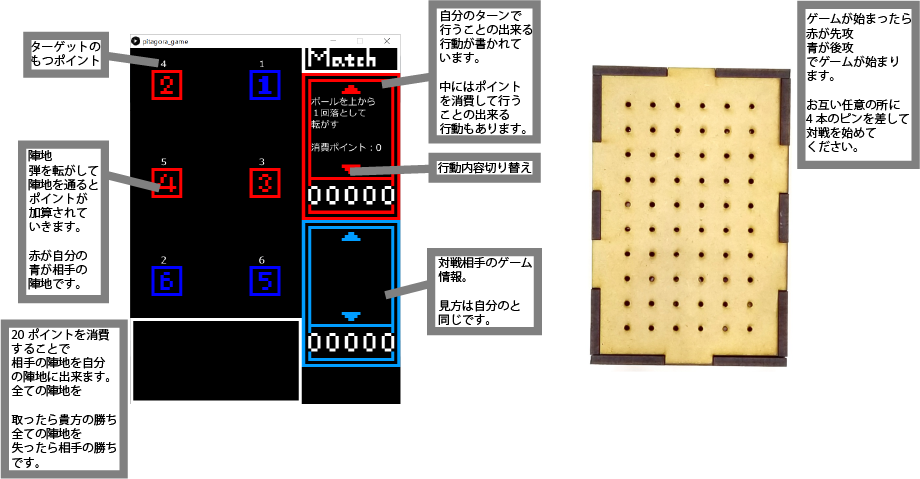 ターゲットの
もつポイント
pitagora_game
Match
4
2
1
1
5
4
3
3
2
6
6
5
ボールを上から
1回落として
転がす
消費ポイント：0
00000
00000
陣地
弾を転がして
陣地を通ると
ポイントが
加算されて
いきます。
赤が自分の
青が相手の
陣地です。
20 ポイントを消費
することで
相手の陣地を自分
の陣地に出来ます。
全ての陣地を
取ったら貴方の勝ち
全ての陣地を
失ったら相手の勝ち
です。
自分のターンで
行うことの出来る
行動が書かれて
います。
中にはポイント
を消費して行う
ことの出来る
行動もあります。
行動内容切り替え
対戦相手のゲーム
情報。
見方は自分のと
同じです。
ゲームが始まったら
赤が先攻
青が後攻
でゲームが始まり
ます。
お互い任意の所に
4 本のピンを差して
対戦を始めて
ください。